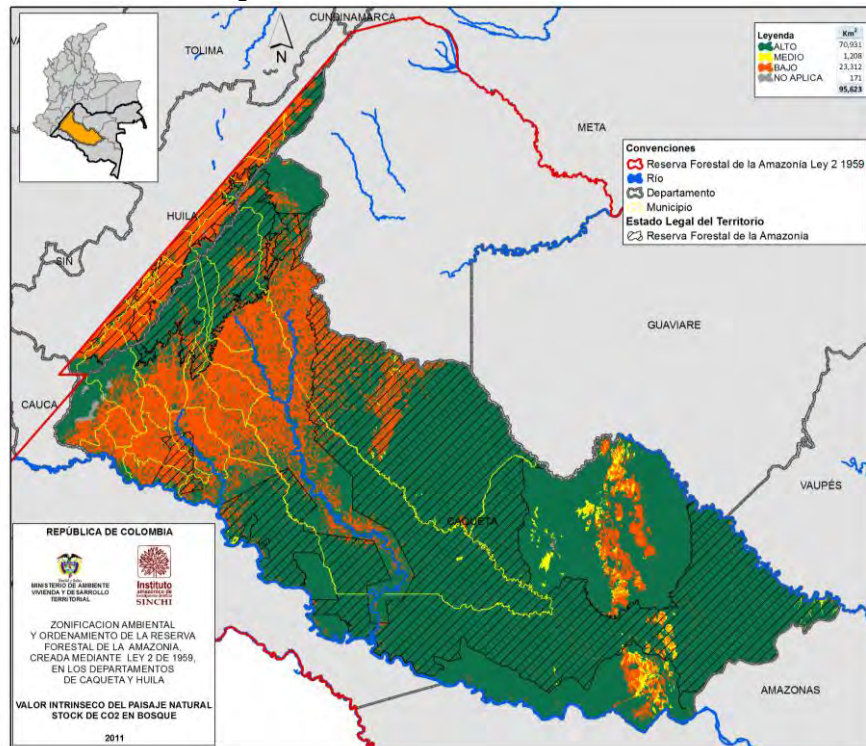 CUNDINAMARCA
TOLIMA
N
META
HUILA
GUAVIARE
CAUCA
VAUPÉS
CAQUETA
AMAZONAS
Leyenda Km²
ALTO 70,931
MEDIO 1,208
BAJO 23,312
NO APLICA 171
95,623
Convenciones
Reserva Forestal de la Amazonía Ley 2 1959
Río
Departamento
Municipio
Estado Legal del Territorio
Reserva Forestal de la Amazonia
REPÚBLICA DE COLOMBIA
MINISTERIO DE AMBIENTE
VIVIENDA Y DESARROLLO
TERRITORIAL
Instituto
SINCHI
ZONIFICACION AMBIENTAL
Y ORDENAMIENTO DE LA RESERVA
FORESTAL DE LA AMAZONIA,
CREADA MEDIANTE LEY 2 DE 1959,
EN LOS DEPARTAMENTOS
DE CAQUETA Y HUILA
VALOR INTRINSECO DEL PAISAJE NATURAL
STOCK DE CO2 EN BOSQUE
2011